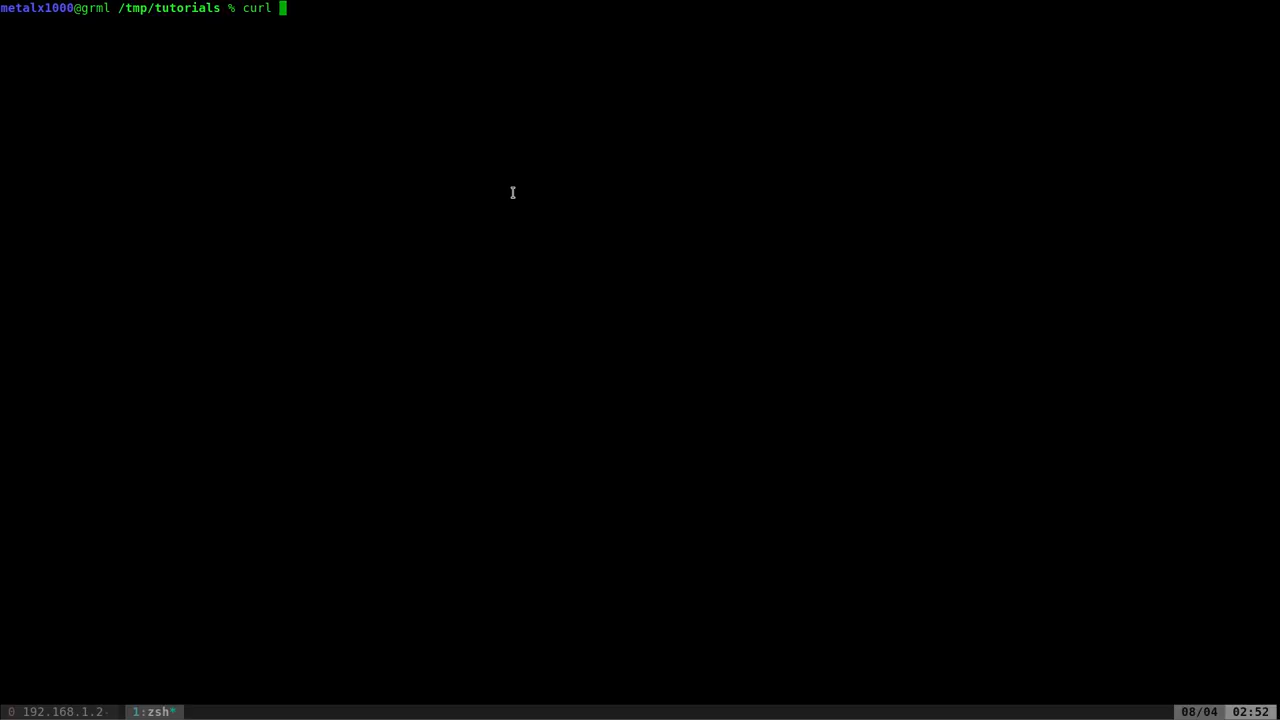 metalx1000@grml /tmp/tutorials % curl
0 192.168.1.2- 1:zsh* 08/04 02:52